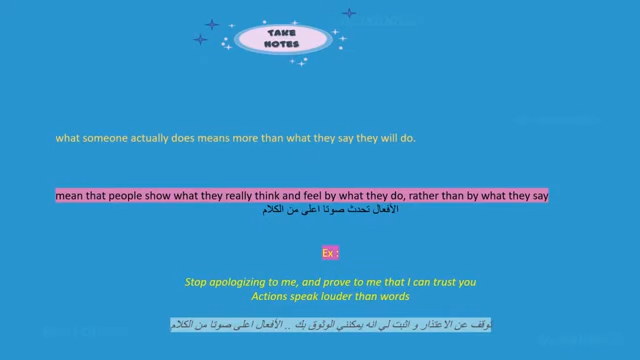 TAKE
NOTES
what someone actually does means more than what they say they will do.
mean that people show what they really think and feel by what they do, rather than by what they say
الأفعال تحدث صوتا اعلى من الكلام
Ex :
Stop apologizing to me, and prove to me that I can trust you
Actions speak louder than words
توقف عن الاعتذار و اثبت لي انه يمكنني الوثوق بك .. الأفعال اعلى صوتا من الكلام